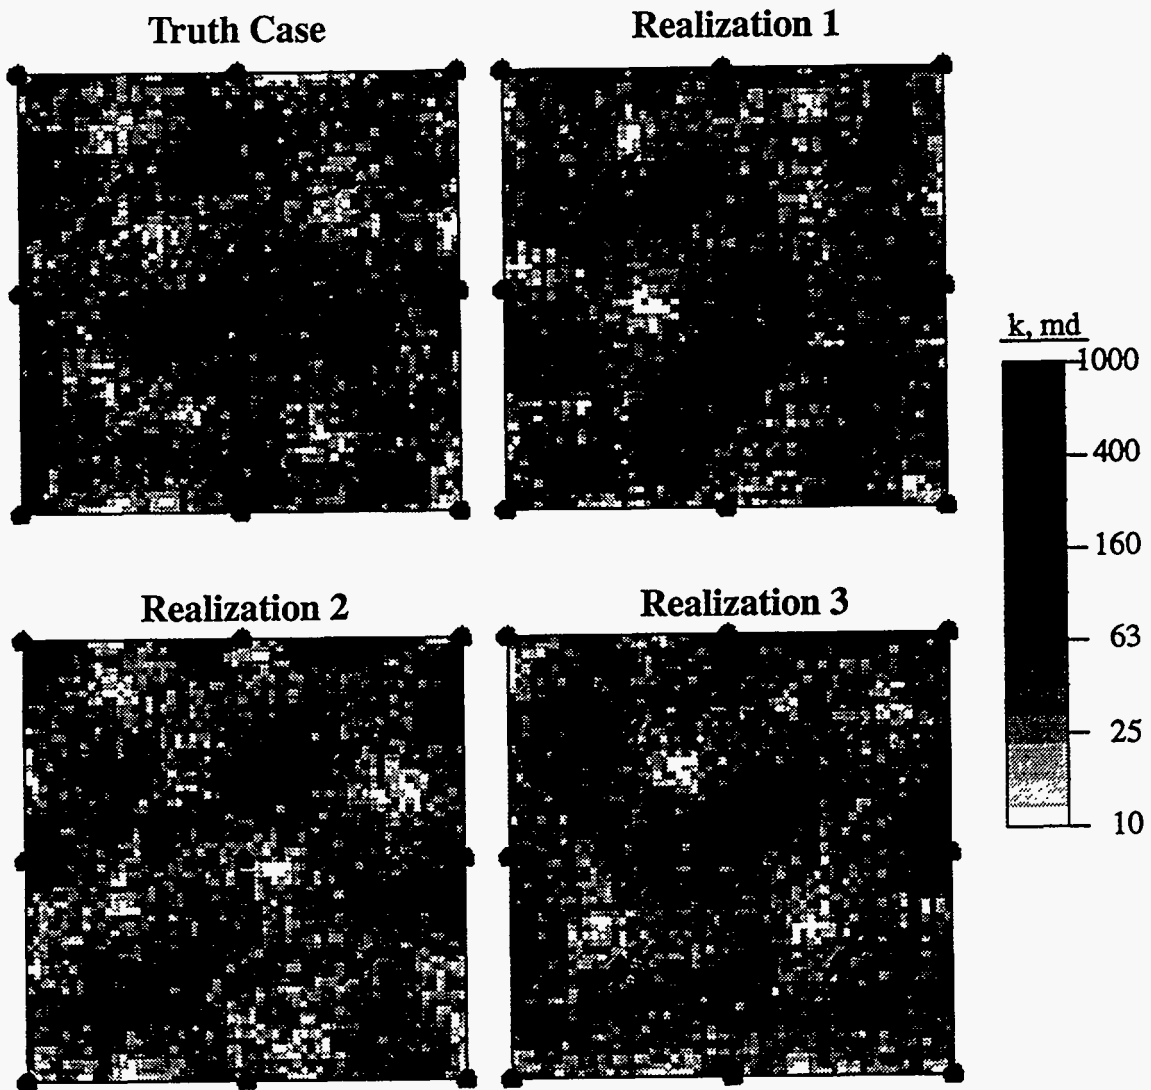 Truth Case
Realization 1
k, md
1000
400
160
63
25
10
Realization 2
Realization 3